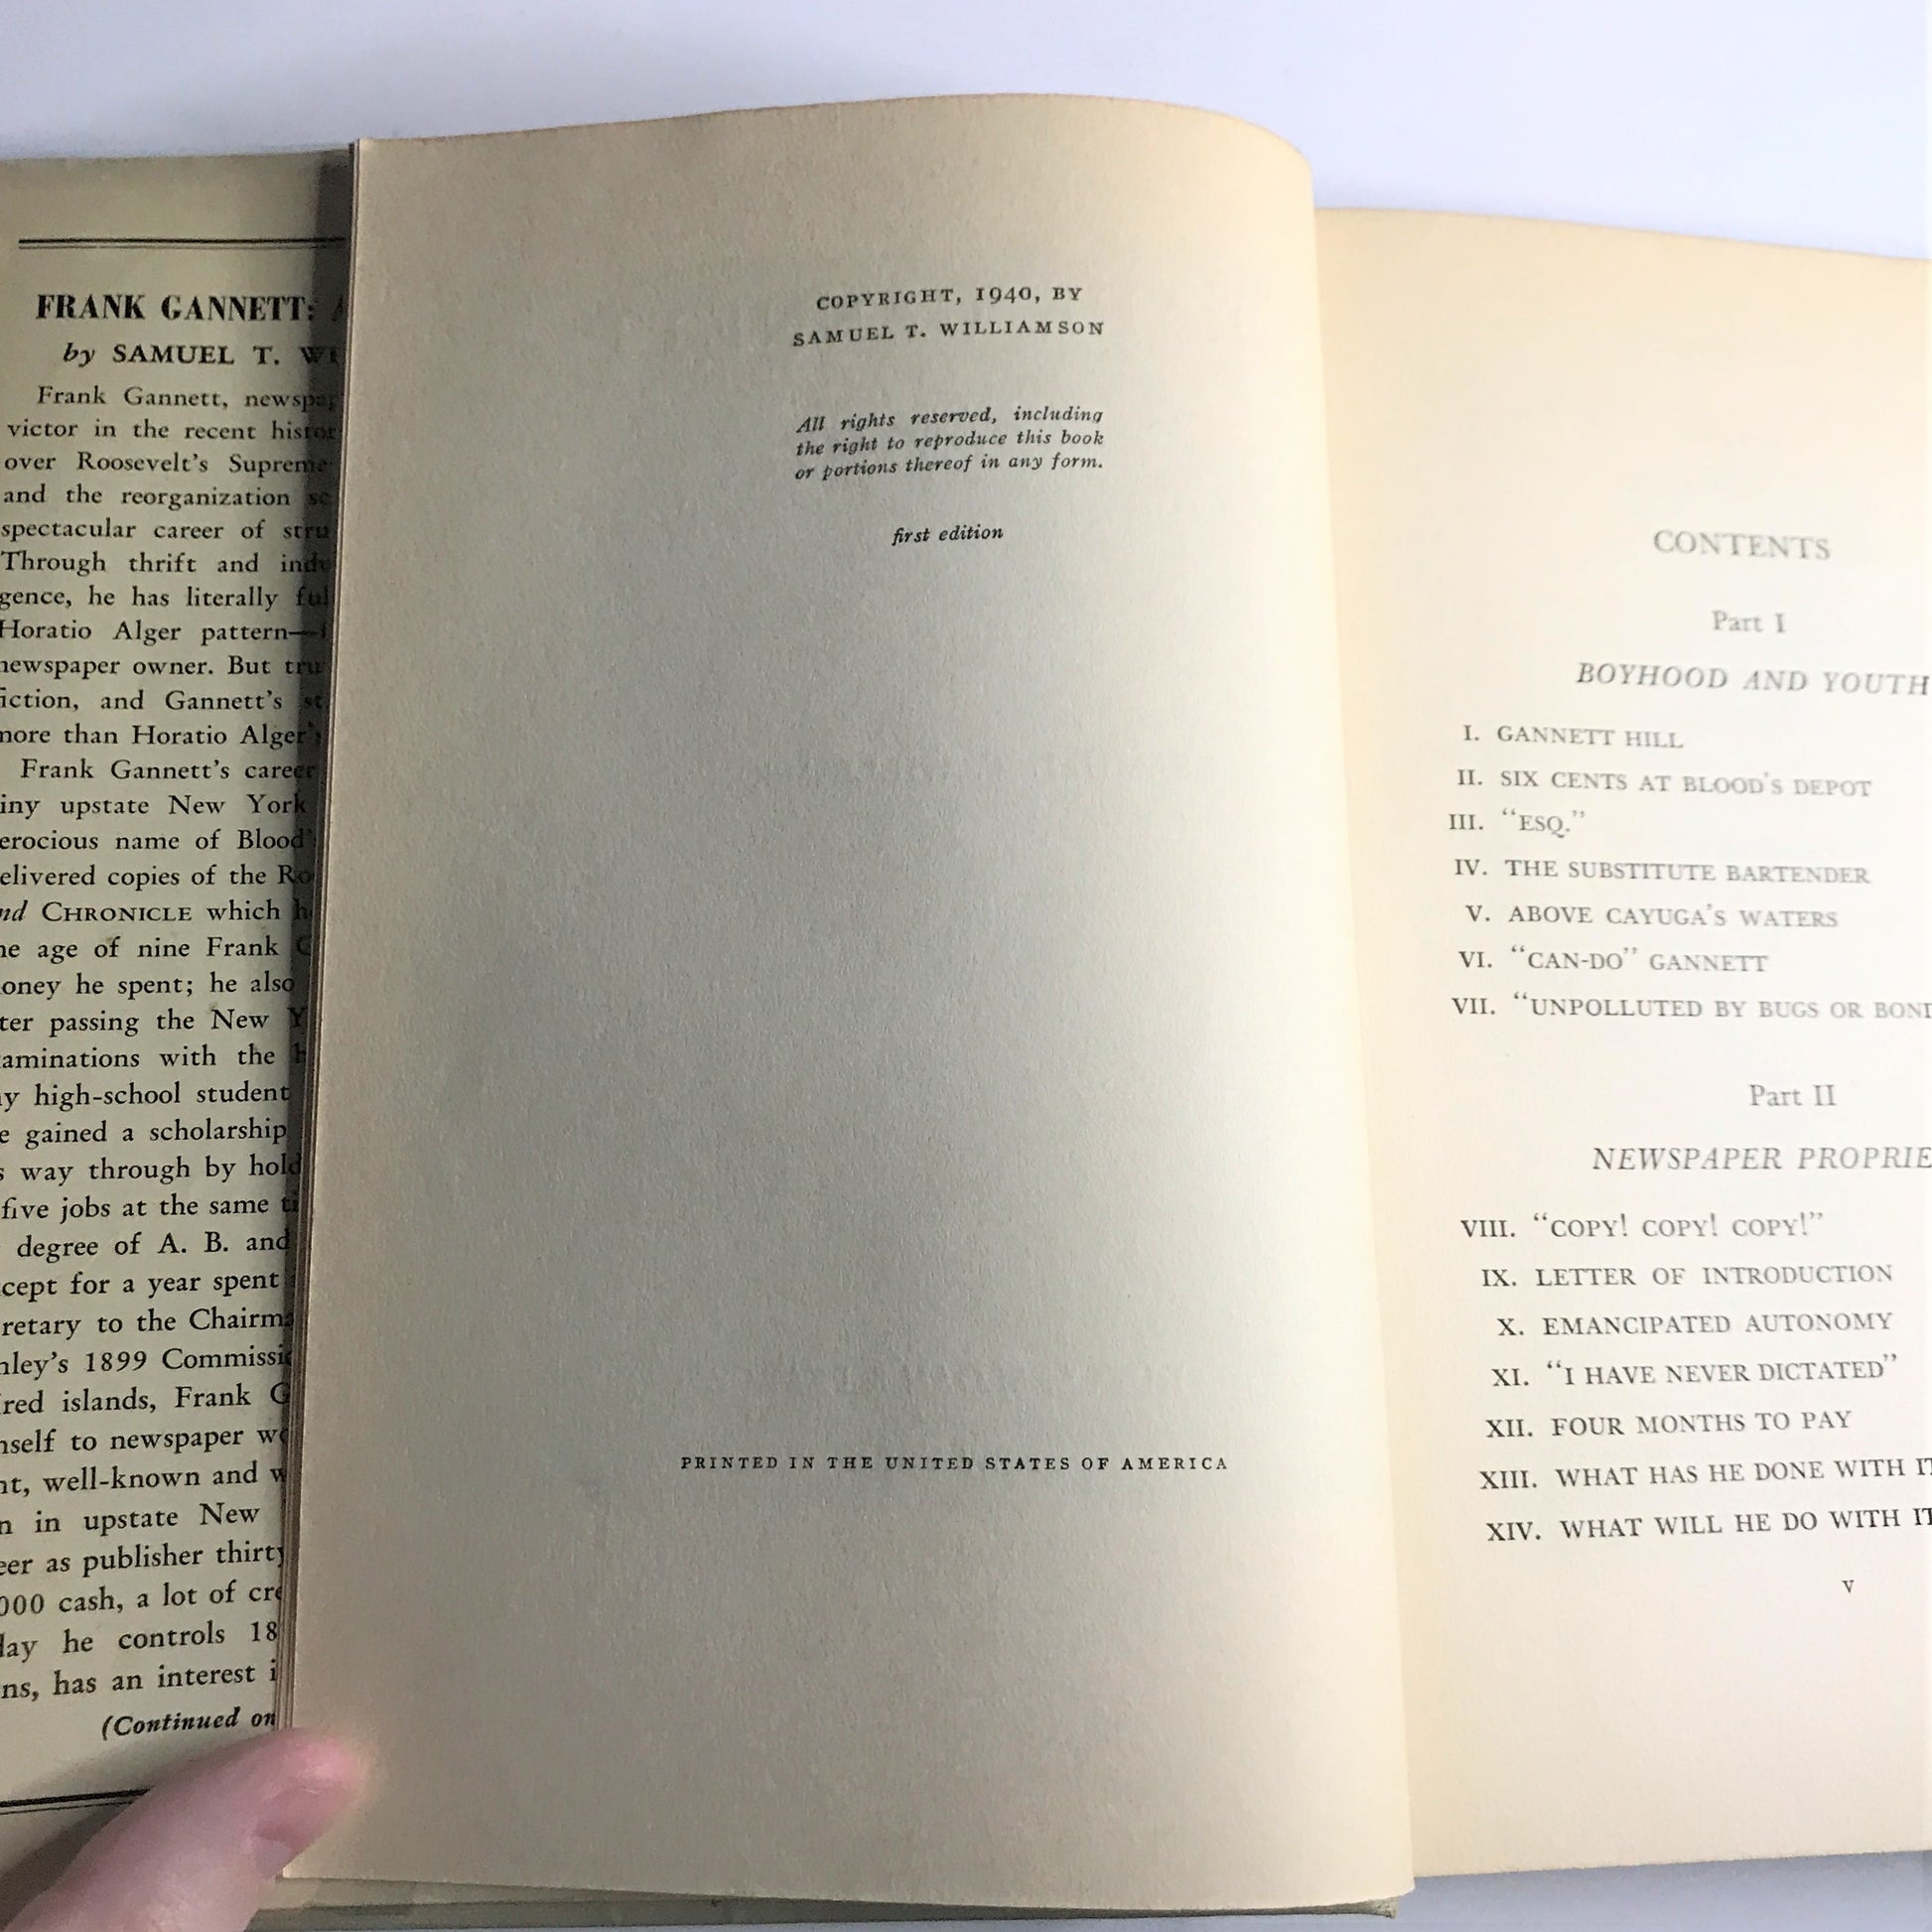 FRANK GANNETT:
by SAMUEL T.
Frank Gannett,
victor in the recent
over Roosevelt's Supreme
and the reorganization
spectacular career of
Through thrift and
he has literally
Horatio Alger pattern—
newspaper owner. But
and Gannett's
more than Horatio Alger's
Frank Gannett's career
upstate New York
name of Blood's
copies of the
CHRONICLE which
age of nine Frank
he spent; he also
passing the New
with the
high-school student
gained a scholarship
way through by
five jobs at the same
degree of A. B. and
for a year spent
to the Chairman
1899
islands, Frank
to newspaper
well-known and
in upstate New
as publisher
cash, a lot of
he controls 18
has an interest
(Continued on
COPYRIGHT, 1940, BY
SAMUEL T. WILLIAMSON
All rights reserved, including
the right to reproduce this book
or portions thereof in any form.
first edition
PRINTED IN THE UNITED STATES OF AMERICA
CONTENTS
Part I
BOYHOOD AND YOUTH
I. GANNETT HILL
II. SIX CENTS AT BLOOD'S DEPOT
III. "ESQ."
IV. THE SUBSTITUTE BARTENDER
V. ABOVE CAYUGA'S WATERS
VI. "CAN-DO" GANNETT
VII. "UNPOLLUTED BY BUGS OR
Part II
NEWSPAPER
VIII. "COPY! COPY! COPY!"
IX. LETTER OF INTRODUCTION
X. EMANCIPATED AUTONOMY
XI. "I HAVE NEVER DICTATED"
XII. FOUR MONTHS TO PAY
XIII. WHAT HAS HE DONE WITH IT
XIV. WHAT WILL HE DO WITH IT
v